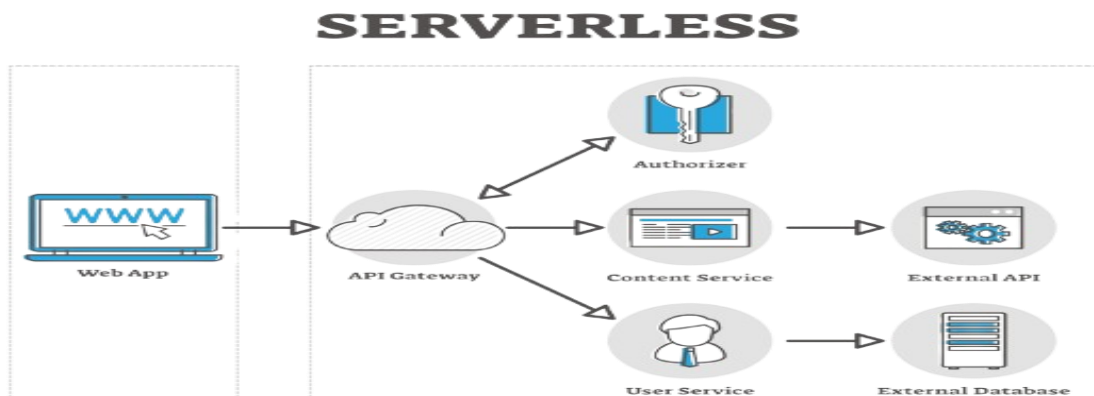 SERVERLESS
Authorizer
WWW
Web App
API Gateway
Content Service
External API
User Service
External Database